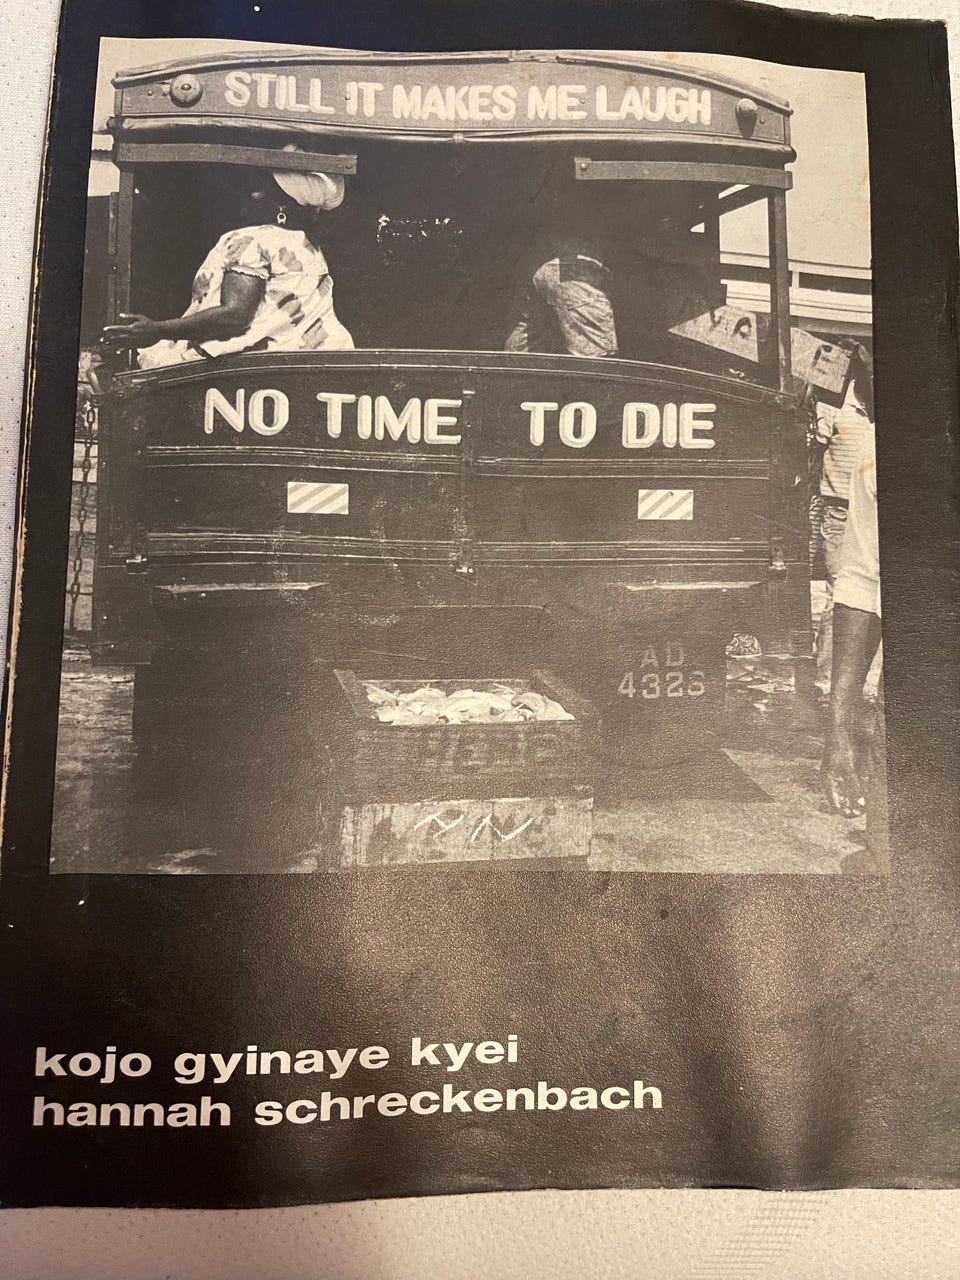 STILL IT MAKES ME LAUGH
NO TIME TO DIE
AD
4328
kojo gyinaye kyei
hannah schreckenbach